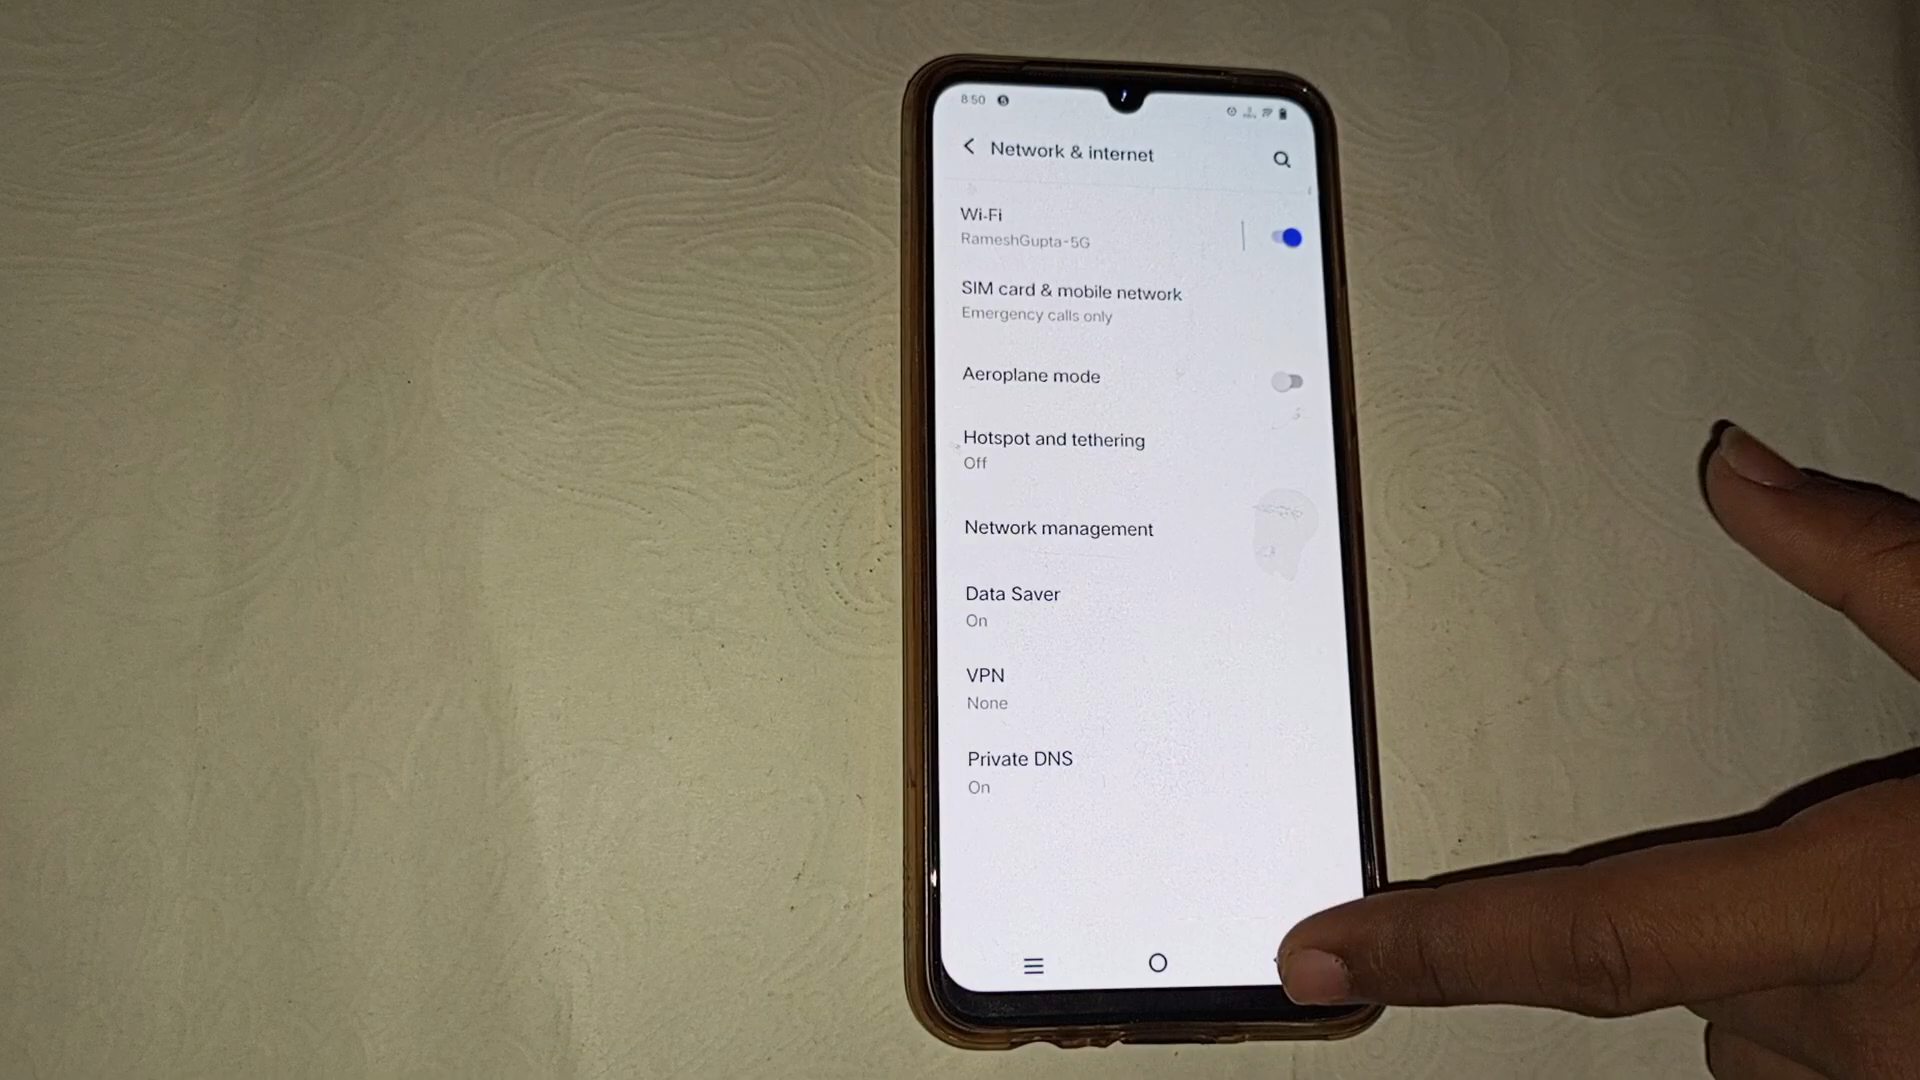 8:50
Network & internet
Wi-Fi
RameshGupta-5G
SIM card & mobile network
Emergency calls only
Aeroplane mode
Hotspot and tethering
Off
Network management
Data Saver
On
VPN
None
Private DNS
On